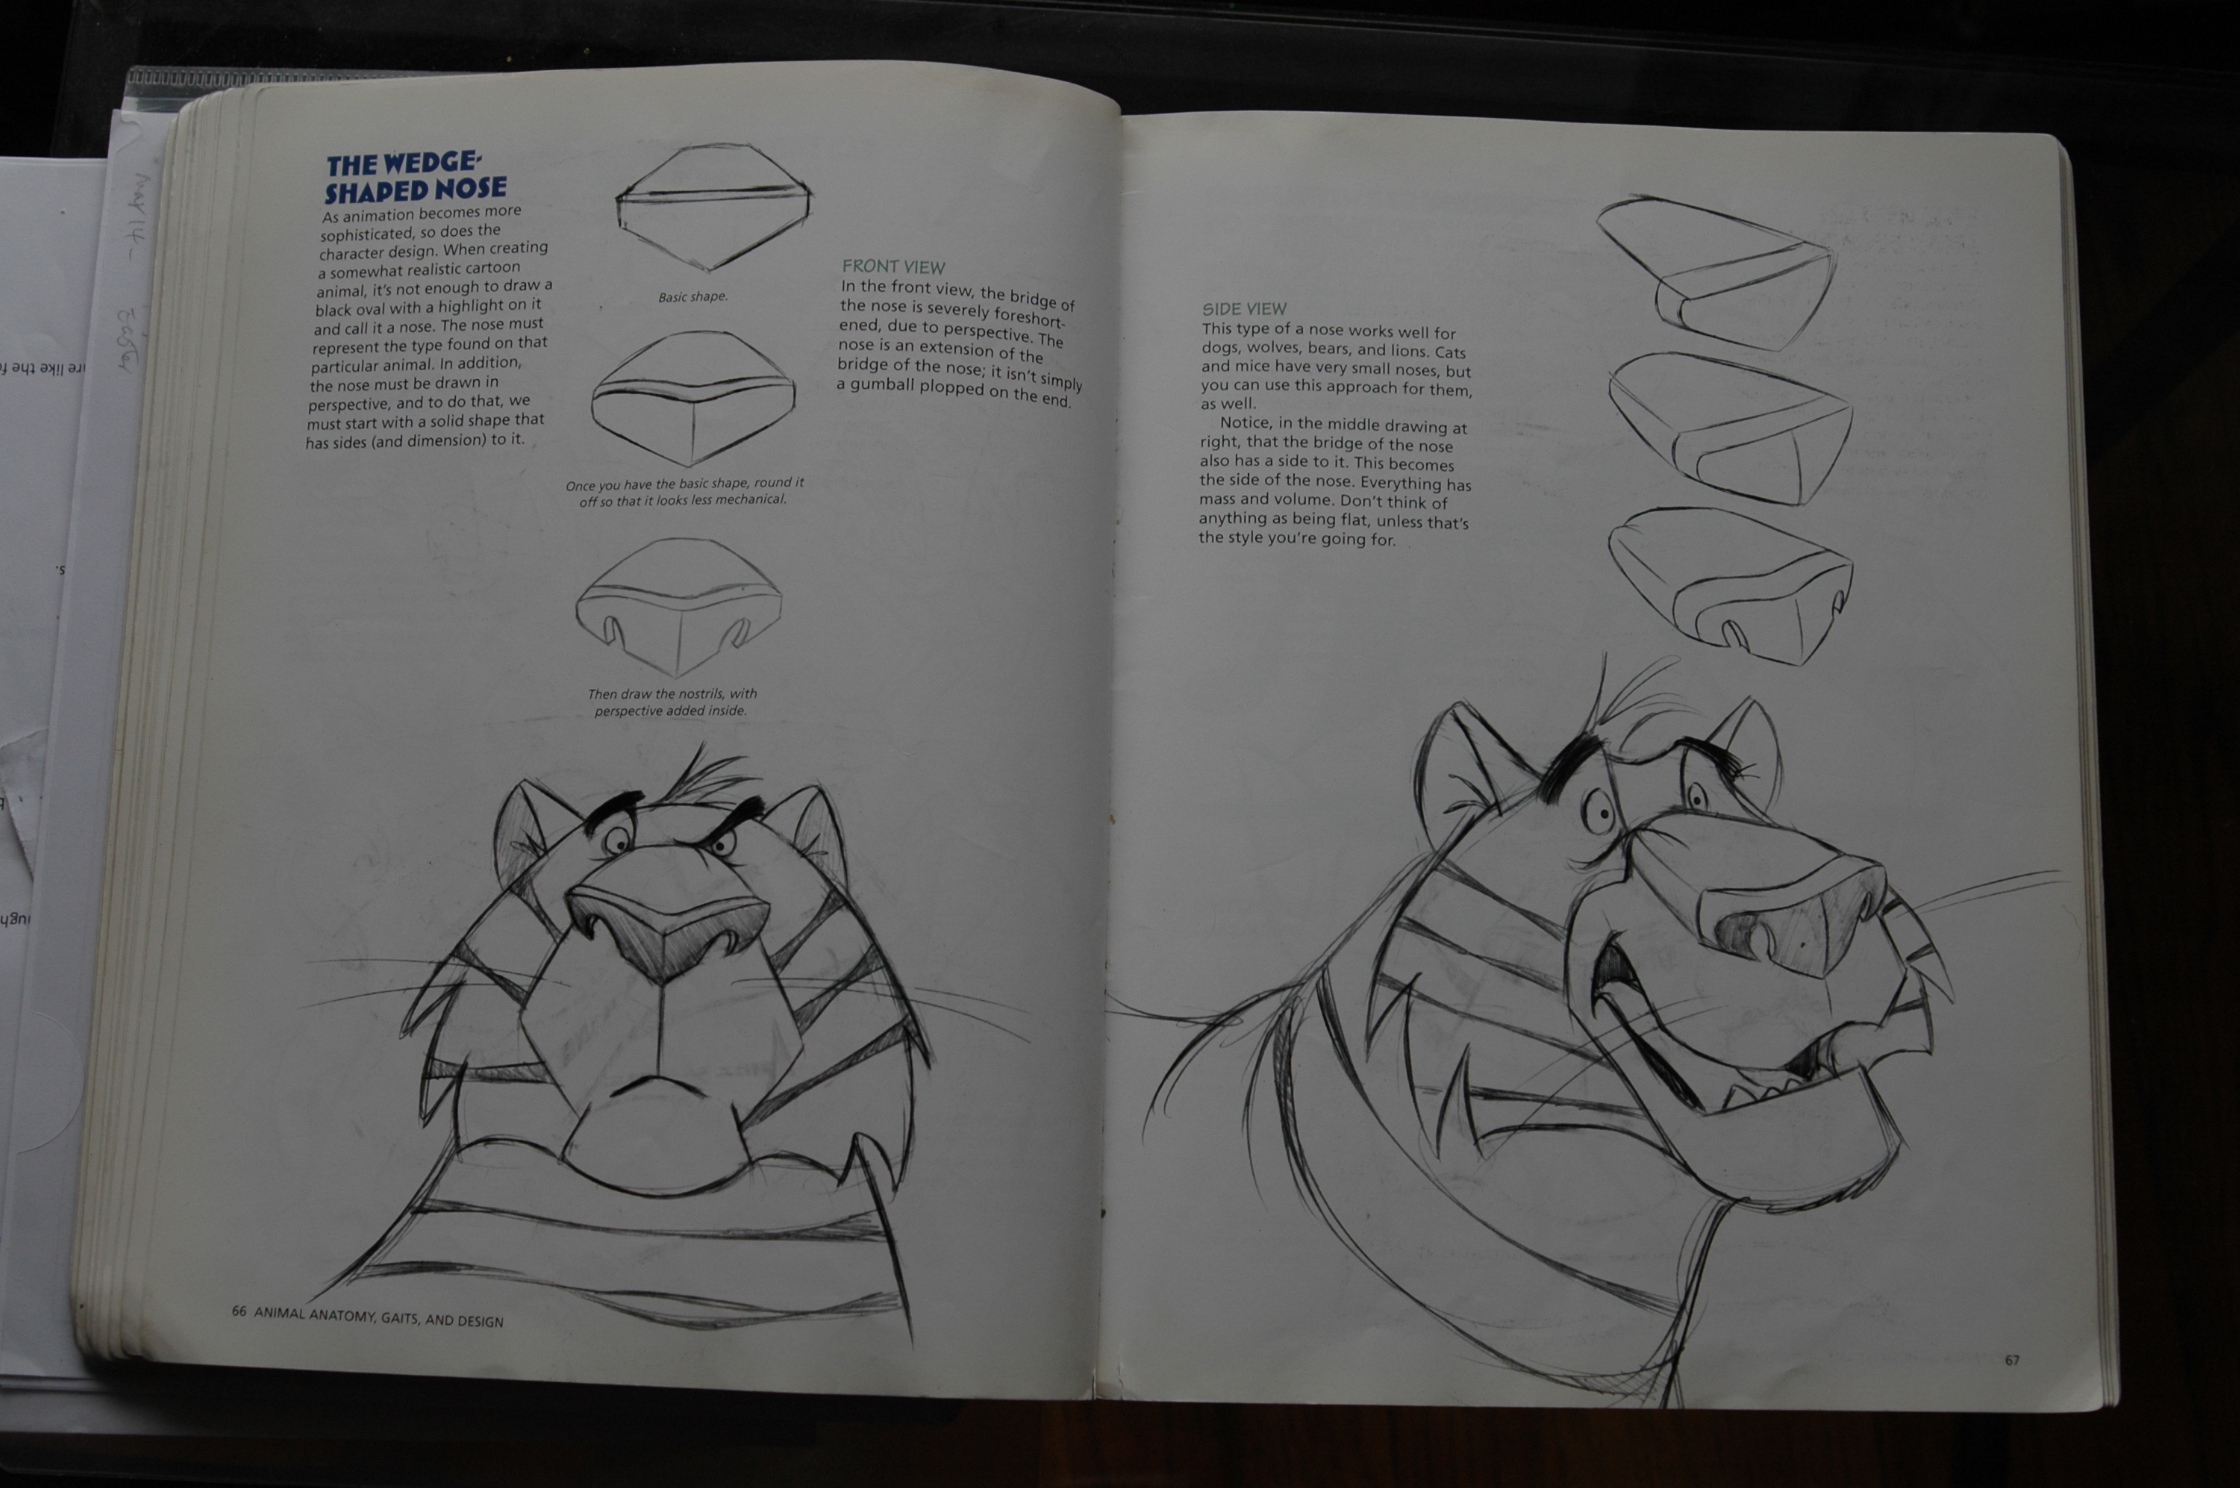 THE WEDGE-
SHAPED NOSE
As animation becomes more
sophisticated, so does the
character design. When creating
a somewhat realistic cartoon
animal, it's not enough to draw a
black oval with a highlight on it
and call it a nose. The nose must
represent the type found on that
particular animal. In addition,
the nose must be drawn in
perspective, and to do that, we
must start with a solid shape that
has sides (and dimension) to it.
Basic shape.
Once you have the basic shape, round it
off so that it looks less mechanical.
Then draw the nostrils, with
perspective added inside.
FRONT VIEW
In the front view, the bridge of
the nose is severely foreshort-
ened, due to perspective. The
nose is an extension of the
bridge of the nose; it isn't simply
a gumball plopped on the end.
66 ANIMAL ANATOMY, GAITS, AND DESIGN
SIDE VIEW
This type of a nose works well for
dogs, wolves, bears, and lions. Cats
and mice have very small noses, but
you can use this approach for them,
as well.
Notice, in the middle drawing at
right, that the bridge of the nose
also has a side to it. This becomes
the side of the nose. Everything has
mass and volume. Don't think of
anything as being flat, unless that's
the style you're going for.
67
May 14 -
Easter
are like the